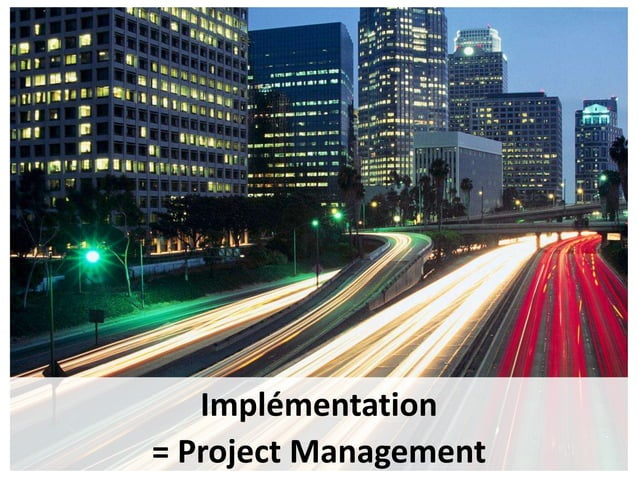 Implémentation
= Project Management